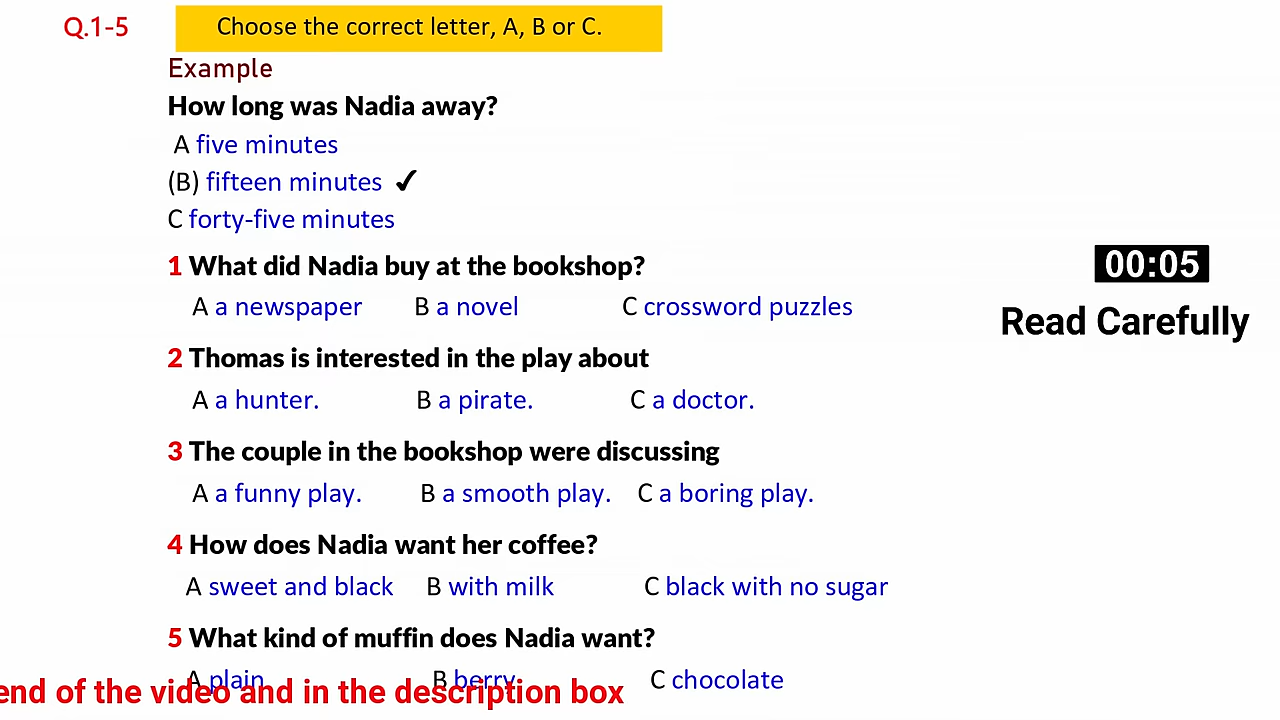 Q.1-5 Choose the correct letter, A, B or C.
Example
How long was Nadia away?
A five minutes
(B) fifteen minutes ✓
C forty-five minutes
1 What did Nadia buy at the bookshop?
A a newspaper B a novel C crossword puzzles
00:05
Read Carefully
2 Thomas is interested in the play about
A a hunter. B a pirate. C a doctor.
3 The couple in the bookshop were discussing
A a funny play. B a smooth play. C a boring play.
4 How does Nadia want her coffee?
A sweet and black B with milk C black with no sugar
5 What kind of muffin does Nadia want?
A plain B berry C chocolate
end of the video and in the description box